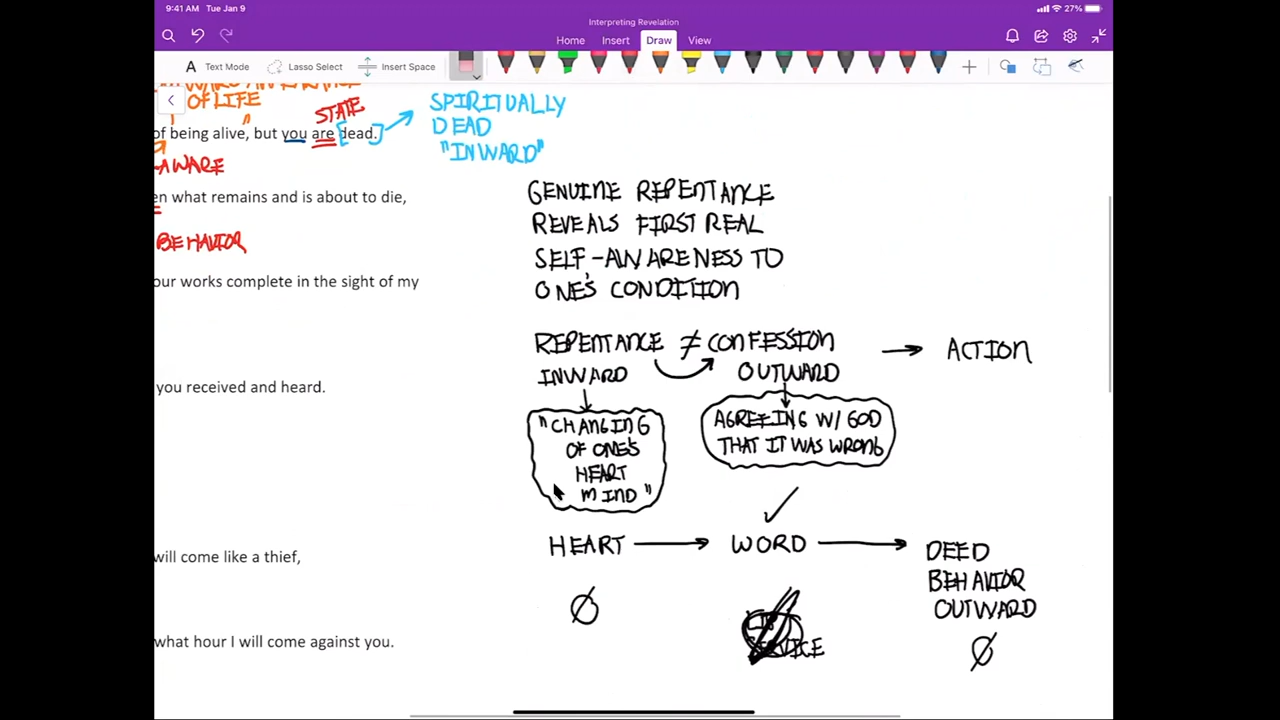 9:41 AM Tue Jan 9
27%
Interpreting Revelation
Home Insert Draw View
A Text Mode Lasso Select Insert Space
OF LIFE
STATE
of being alive, but you are dead.
SPIRITUALLY
DEAD
"INWARD"
AWARE
what remains and is about to die,
BEHAVIOR
our works complete in the sight of my
you received and heard.
will come like a thief,
what hour I will come against you.
GENUINE REPENTANCE
REVEALS FIRST REAL
SELF-AWARENESS TO
ONE'S CONDITION
REPENTANCE ≠ CONFESSION → ACTION
INWARD OUTWARD
"CHANGING
OF ONE'S
HEART
MIND"
AGREEING W/ GOD
THAT IT WAS WRONG
✓
HEART → WORD → DEED
BEHAVIOR
OUTWARD
Ø
SERVICE
Ø